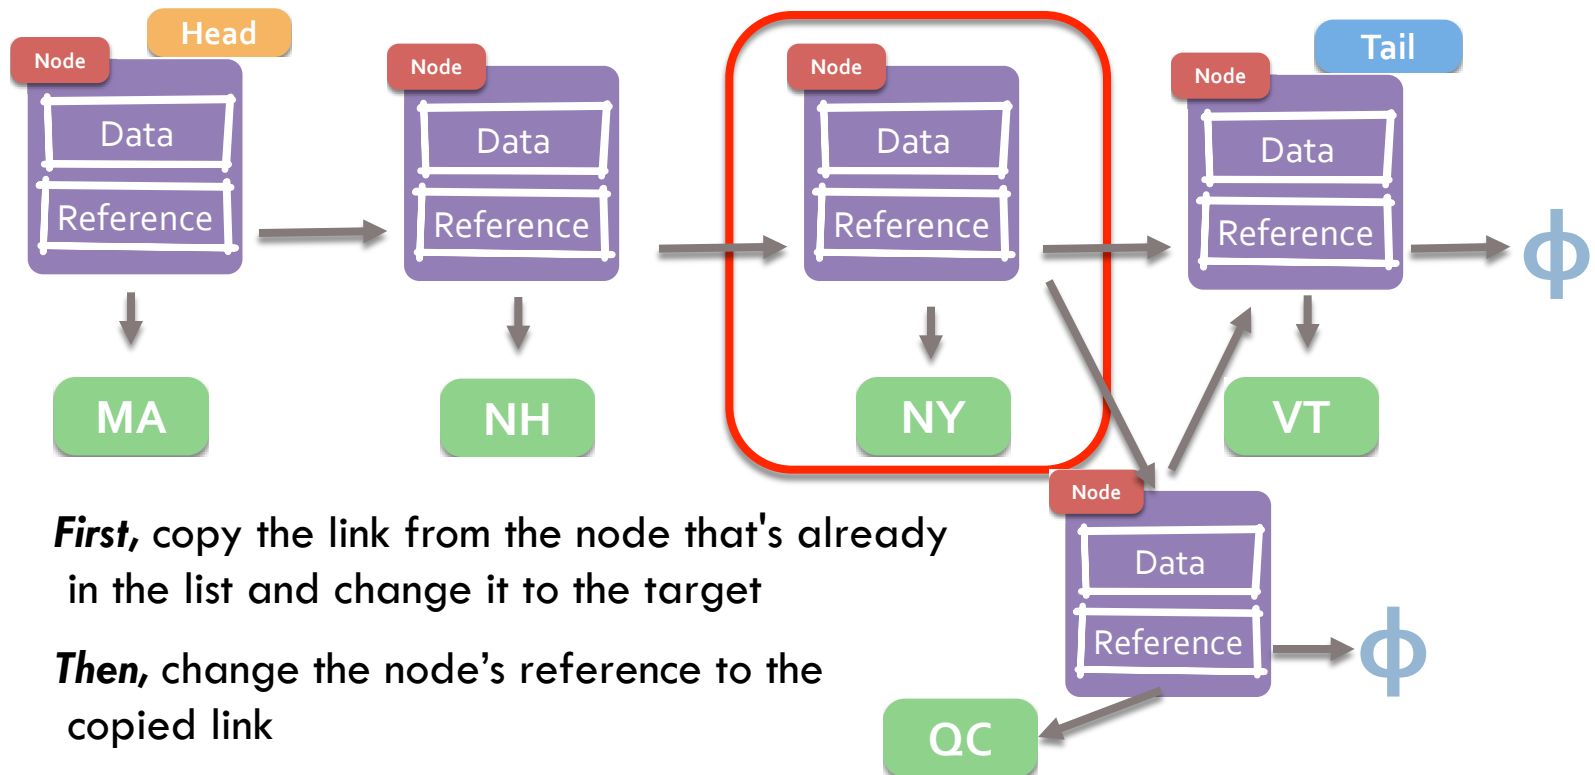 Head
Tail
Node
Node
Node
Node
Data
Data
Data
Data
Reference
Reference
Reference
Reference
ϕ
MA
NH
NY
VT
Node
Data
Reference
ϕ
QC
First, copy the link from the node that's already
in the list and change it to the target
Then, change the node’s reference to the
copied link